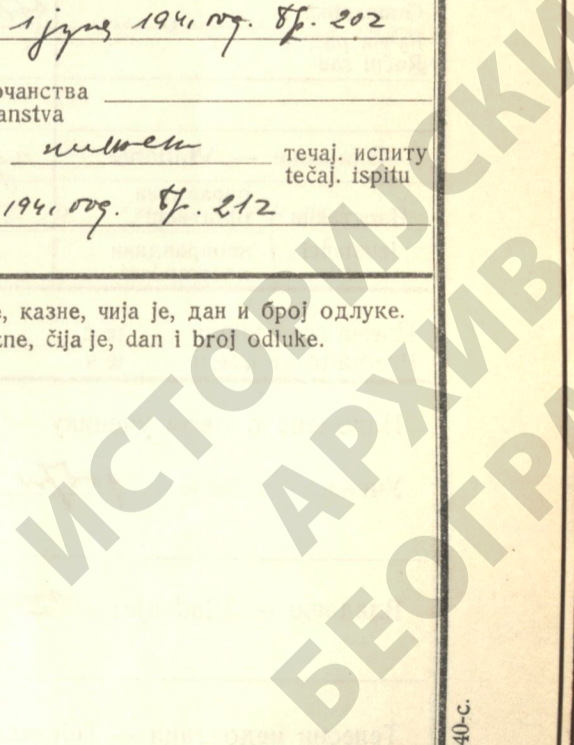 1 јуна 1941 год. Бр. 202
очанства
anstva
течај. испиту
tečaj. ispitu
1941 год. Бр. 212
е, казне, чија је, дан и број одлуке.
zne, čija je, dan i broj odluke.
ИСТОРИЈСКИ
АРХИВ
БЕОГРА
40-c.